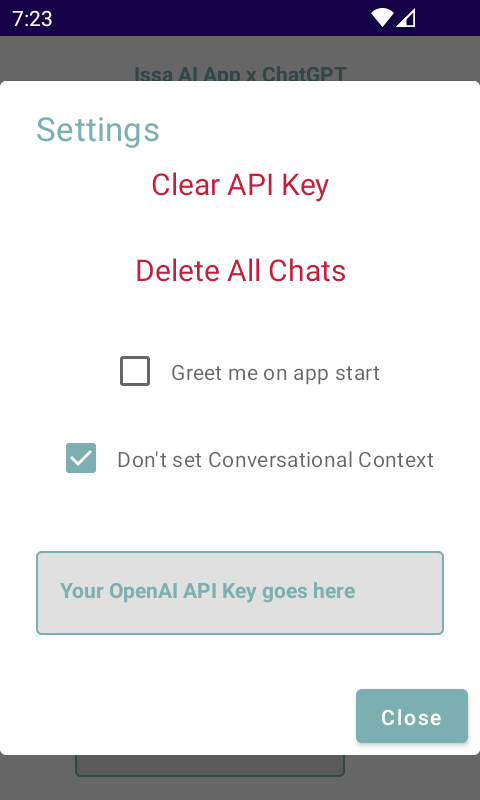 7:23
Issa AI App x ChatGPT
Settings
Clear API Key
Delete All Chats
Greet me on app start
Don't set Conversational Context
Your OpenAI API Key goes here
Close